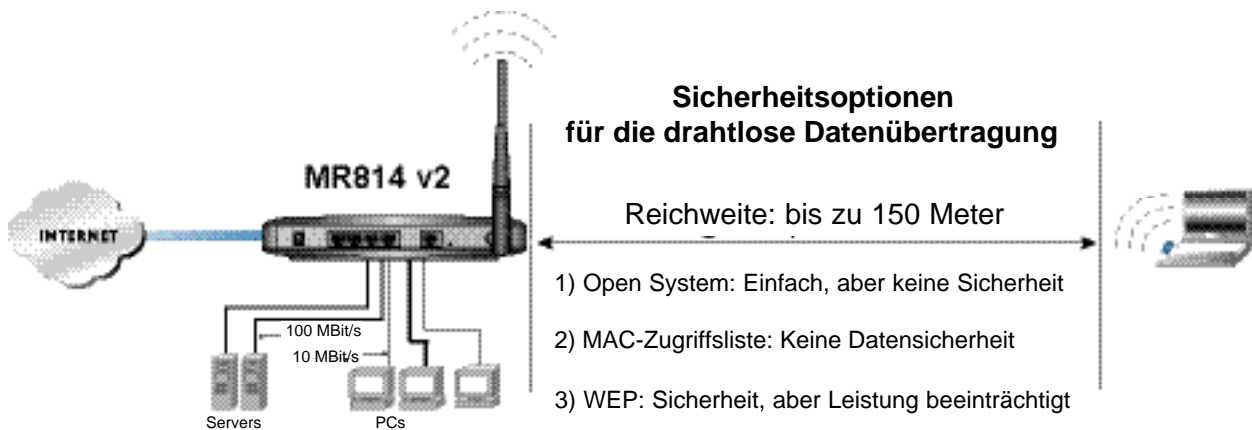 Sicherheitsoptionen
für die drahtlose Datenübertragung
MR814 v2
INTERNET
Reichweite: bis zu 150 Meter
1) Open System: Einfach, aber keine Sicherheit
2) MAC-Zugriffsliste: Keine Datensicherheit
3) WEP: Sicherheit, aber Leistung beeinträchtigt
100 MBit/s
10 MBit/s
Servers
PCs